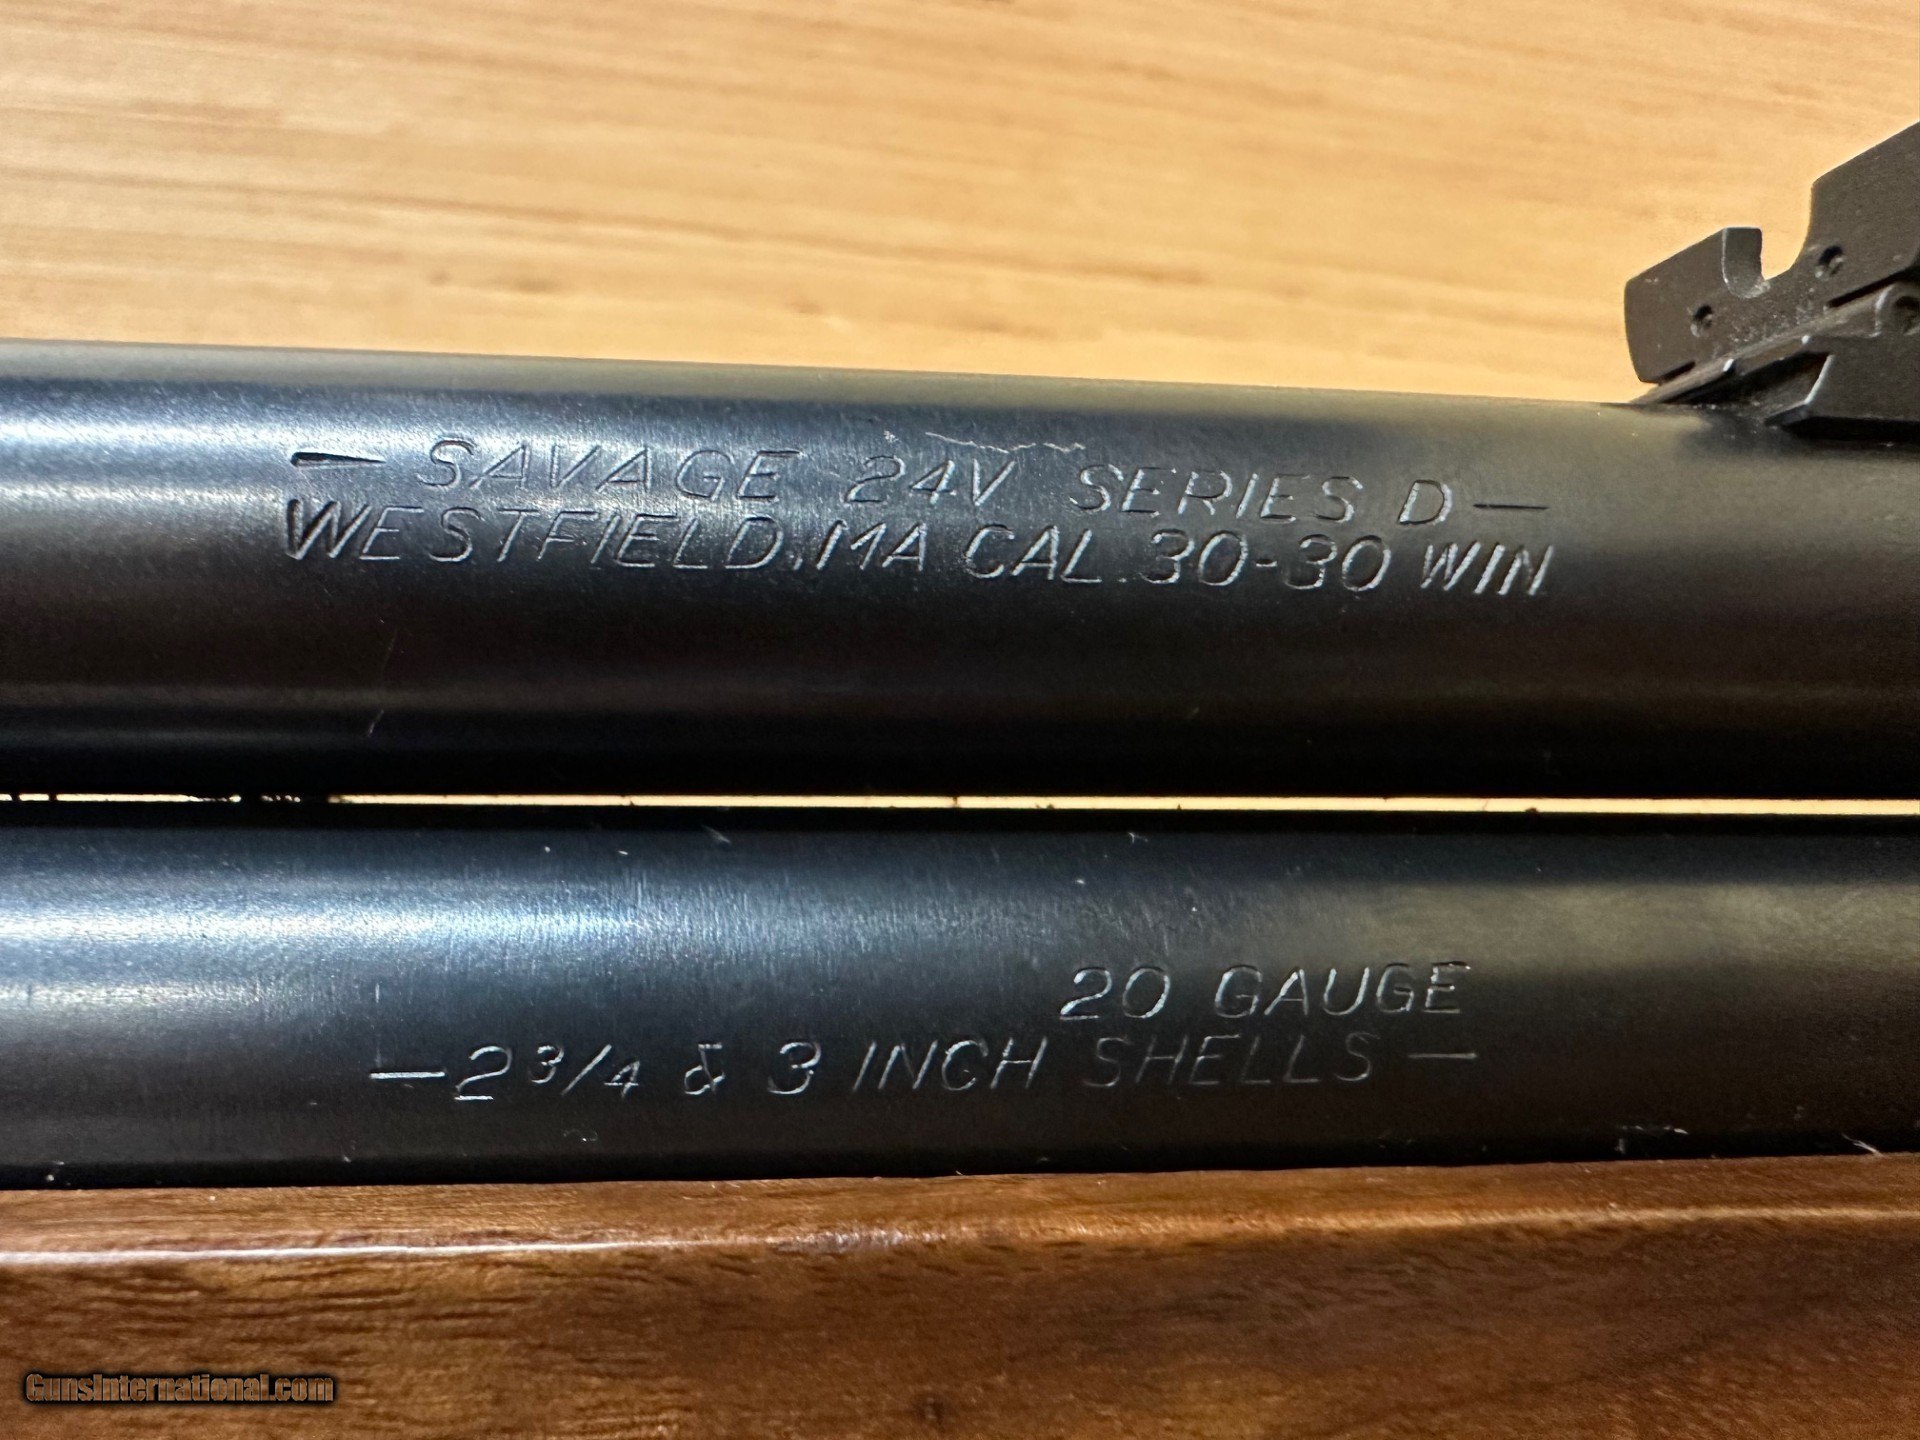 — SAVAGE 24V SERIES D —
WESTFIELD, MA CAL. 30-30 WIN
20 GAUGE
— 2 3/4 & 3 INCH SHELLS —
GunsInternational.com